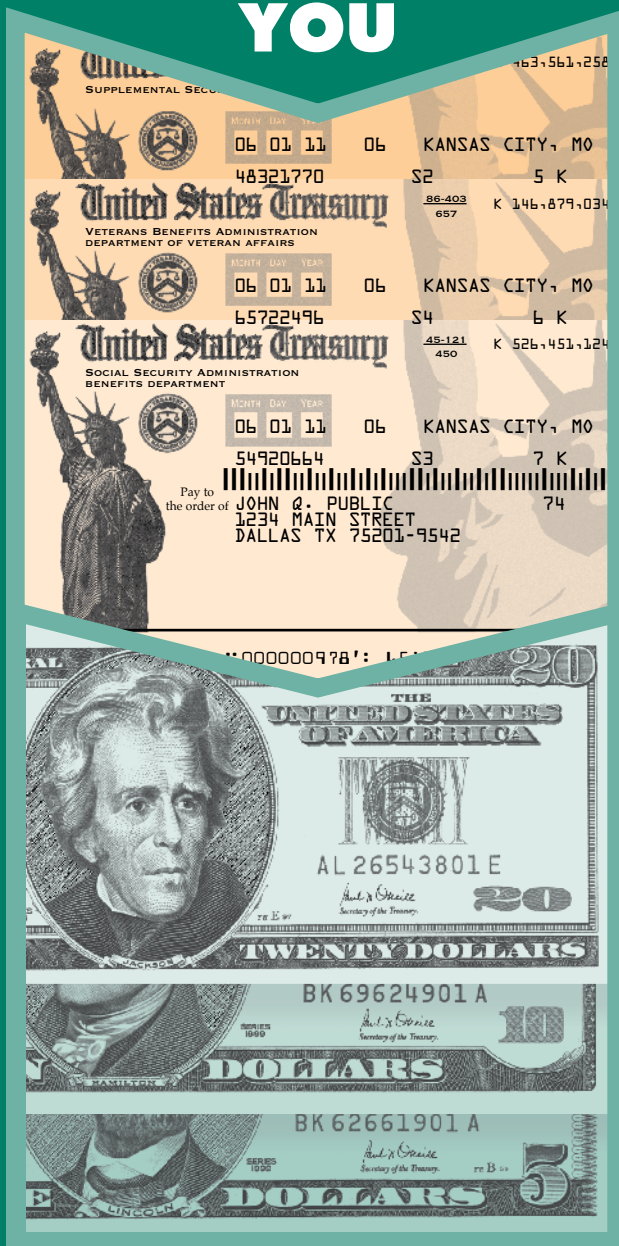 YOU
United
463,561,258
SUPPLEMENTAL SECU
MONTH DAY
06 01 11 06 KANSAS CITY, MO
48321770 S2 5 K
United States Treasury 86-403 K 146,879,034
657
VETERANS BENEFITS ADMINISTRATION
DEPARTMENT OF VETERAN AFFAIRS
MONTH DAY YEAR
06 01 11 06 KANSAS CITY, MO
65722496 S4 6 K
United States Treasury 45-121 K 526,451,124
450
SOCIAL SECURITY ADMINISTRATION
BENEFITS DEPARTMENT
MONTH DAY YEAR
06 01 11 06 KANSAS CITY, MO
54920664 S3 7 K
Pay to
the order of JOHN Q. PUBLIC 74
1234 MAIN STREET
DALLAS TX 75201-9542
000000978':
20
THE
UNITED STATES
OF AMERICA
AL 26543801 E
Secretary of the Treasury.
20
JACKSON
TWENTY DOLLARS
BK 69624901 A
SERIES
1999
Secretary of the Treasury.
10
HAMILTON
DOLLARS
BK 62661901 A
SERIES
Secretary of the Treasury.
5
LINCOLN
DOLLARS